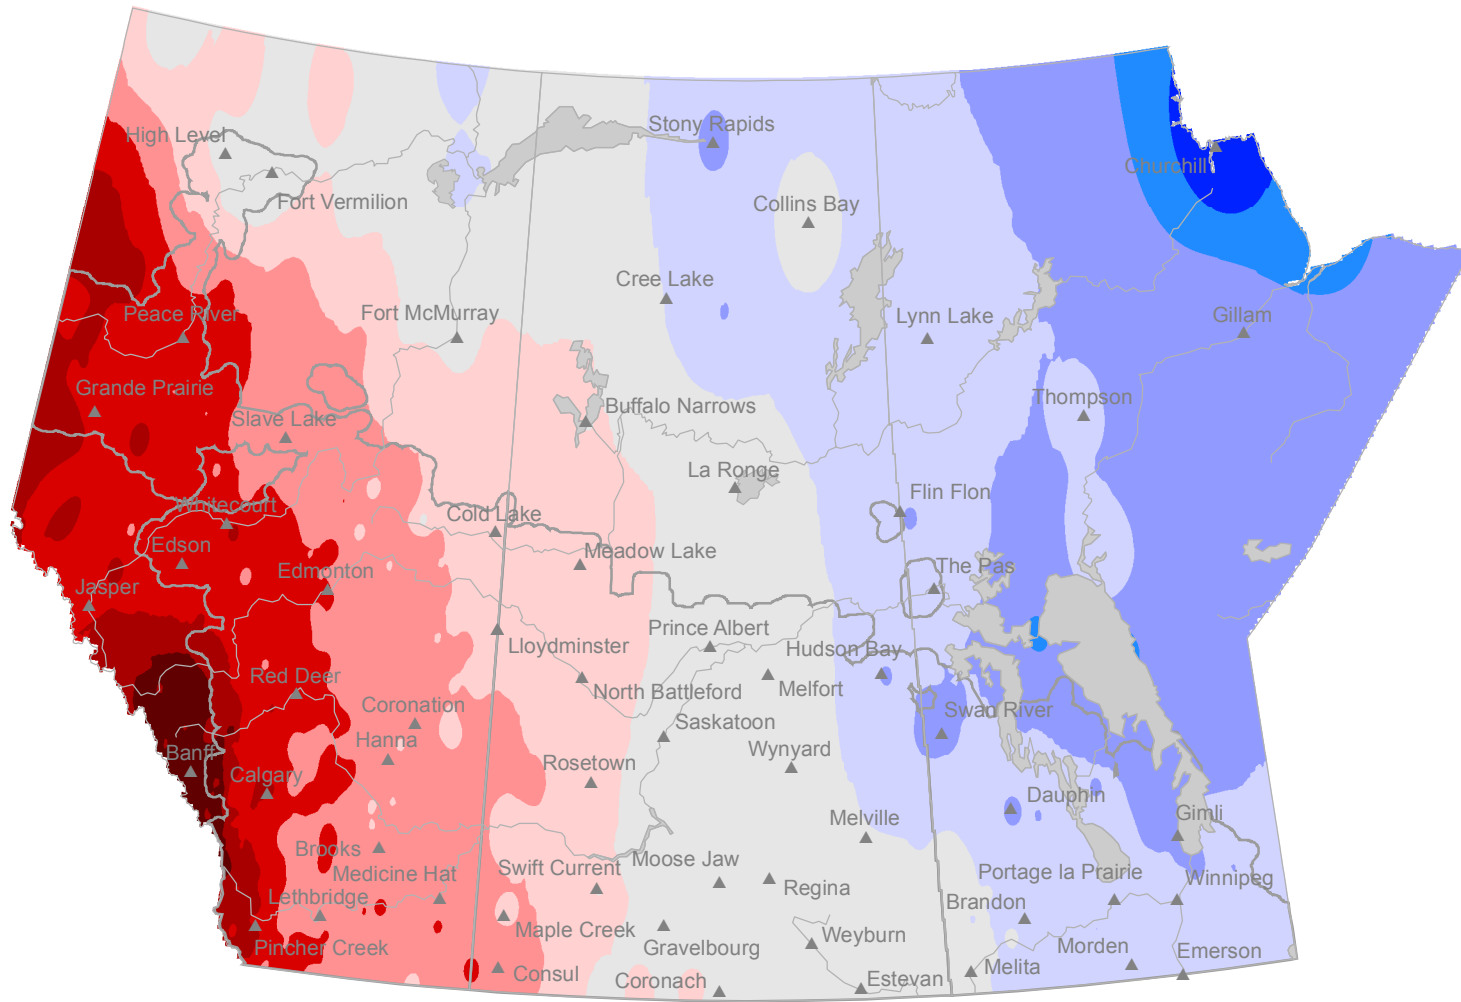 High Level
Stony Rapids
Churchill
Fort Vermilion
Collins Bay
Cree Lake
Peace River
Fort McMurray
Lynn Lake
Gillam
Grande Prairie
Slave Lake
Buffalo Narrows
Thompson
La Ronge
Flin Flon
Whitecourt
Cold Lake
Edson
Meadow Lake
Edmonton
The Pas
Jasper
Prince Albert
Lloydminster
Hudson Bay
Red Deer
North Battleford
Melfort
Coronation
Saskatoon
Swan River
Hanna
Wynyard
Banff
Calgary
Rosetown
Dauphin
Melville
Gimli
Brooks
Moose Jaw
Medicine Hat
Swift Current
Regina
Portage la Prairie
Winnipeg
Lethbridge
Brandon
Maple Creek
Weyburn
Pincher Creek
Gravelbourg
Morden
Emerson
Consul
Coronach
Estevan
Melita